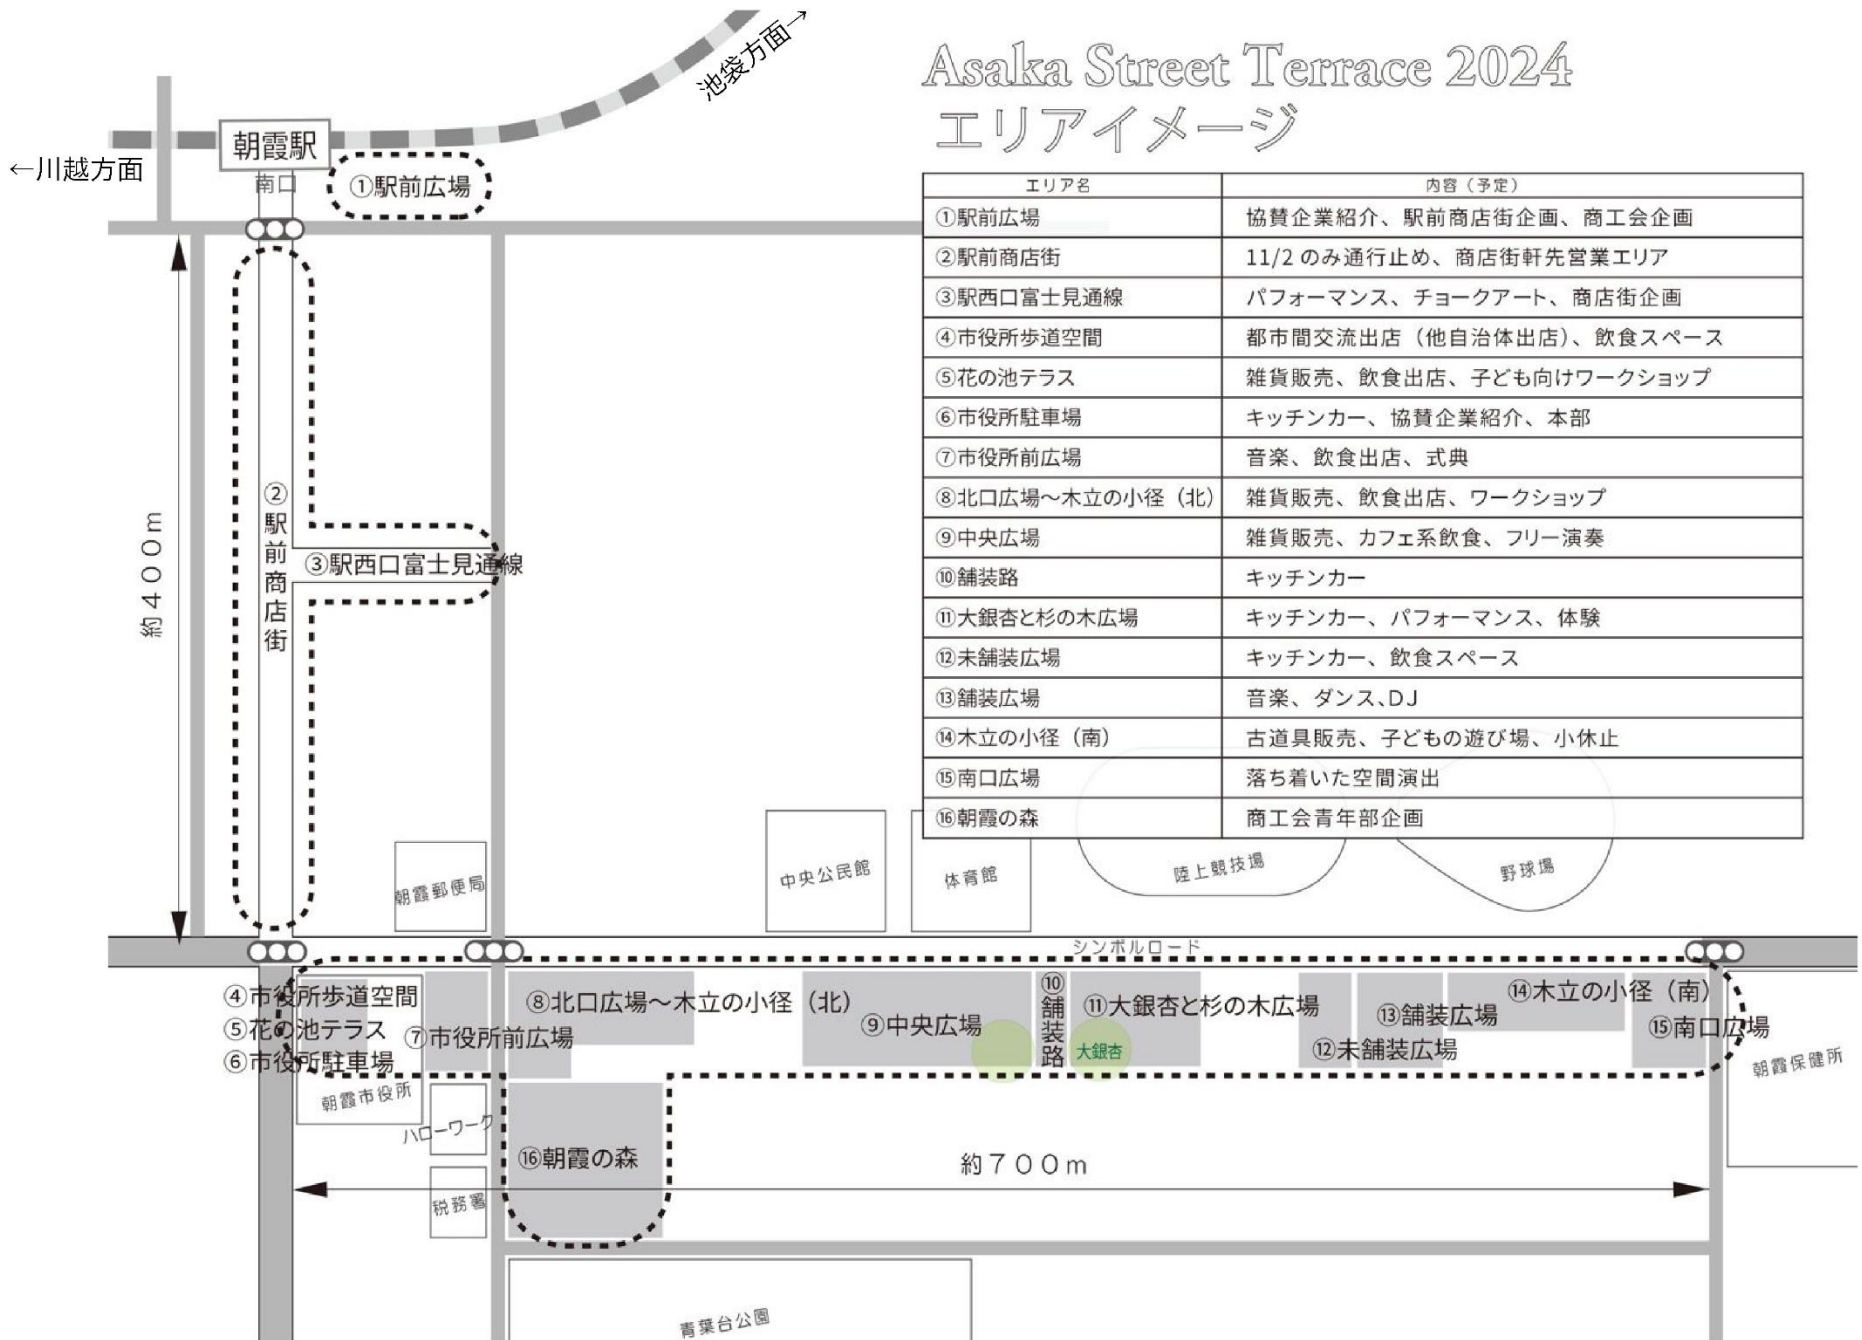 池袋方面→
Asaka Street Terrace 2024
エリアイメージ
朝霞駅
←川越方面
南口
①駅前広場
エリア名 内容（予定）
①駅前広場 協賛企業紹介、駅前商店街企画、商工会企画
②駅前商店街 11/2 のみ通行止め、商店街軒先営業エリア
③駅西口富士見通線 パフォーマンス、チョークアート、商店街企画
④市役所歩道空間 都市間交流出店（他自治体出店）、飲食スペース
⑤花の池テラス 雑貨販売、飲食出店、子ども向けワークショップ
⑥市役所駐車場 キッチンカー、協賛企業紹介、本部
⑦市役所前広場 音楽、飲食出店、式典
⑧北口広場～木立の小径（北） 雑貨販売、飲食出店、ワークショップ
⑨中央広場 雑貨販売、カフェ系飲食、フリー演奏
⑩舗装路 キッチンカー
⑪大銀杏と杉の木広場 キッチンカー、パフォーマンス、体験
⑫未舗装広場 キッチンカー、飲食スペース
⑬舗装広場 音楽、ダンス、DJ
⑭木立の小径（南） 古道具販売、子どもの遊び場、小休止
⑮南口広場 落ち着いた空間演出
⑯朝霞の森 商工会青年部企画
約４００ｍ
②駅前商店街
③駅西口富士見通線
朝霞郵便局
中央公民館
体育館
陸上競技場
野球場
シンボルロード
④市役所歩道空間
⑤花の池テラス
⑥市役所駐車場
⑦市役所前広場
⑧北口広場～木立の小径（北）
⑨中央広場
⑩舗装路
⑪大銀杏と杉の木広場
大銀杏
⑫未舗装広場
⑬舗装広場
⑭木立の小径（南）
⑮南口広場
朝霞保健所
朝霞市役所
ハローワーク
税務署
⑯朝霞の森
約７００ｍ
青葉台公園